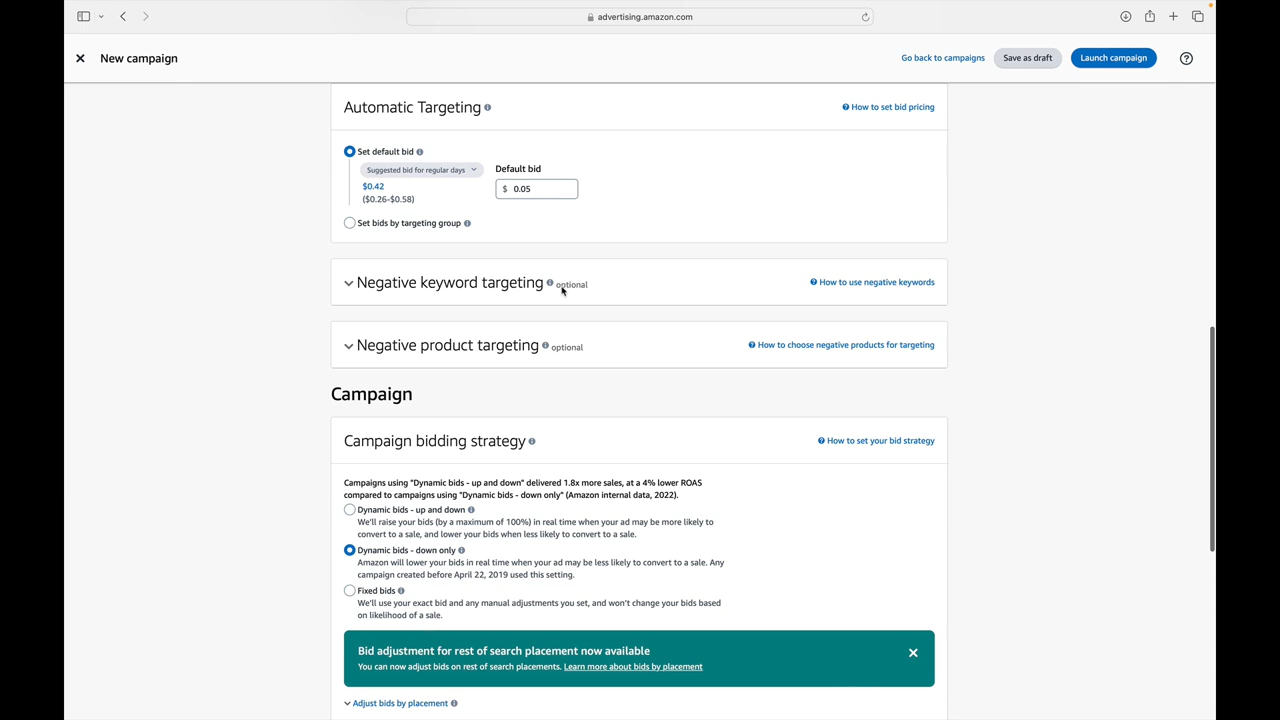 advertising.amazon.com
New campaign
Go back to campaigns
Save as draft
Launch campaign
Automatic Targeting
How to set bid pricing
Set default bid
Suggested bid for regular days
Default bid
$0.42
$ 0.05
($0.26-$0.58)
Set bids by targeting group
Negative keyword targeting optional
How to use negative keywords
Negative product targeting optional
How to choose negative products for targeting
Campaign
Campaign bidding strategy
How to set your bid strategy
Campaigns using "Dynamic bids - up and down" delivered 1.8x more sales, at a 4% lower ROAS
compared to campaigns using "Dynamic bids - down only" (Amazon internal data, 2022).
Dynamic bids - up and down
We'll raise your bids (by a maximum of 100%) in real time when your ad may be more likely to
convert to a sale, and lower your bids when less likely to convert to a sale.
Dynamic bids - down only
Amazon will lower your bids in real time when your ad may be less likely to convert to a sale. Any
campaign created before April 22, 2019 used this setting.
Fixed bids
We'll use your exact bid and any manual adjustments you set, and won't change your bids based
on likelihood of a sale.
Bid adjustment for rest of search placement now available
You can now adjust bids on rest of search placements. Learn more about bids by placement
Adjust bids by placement